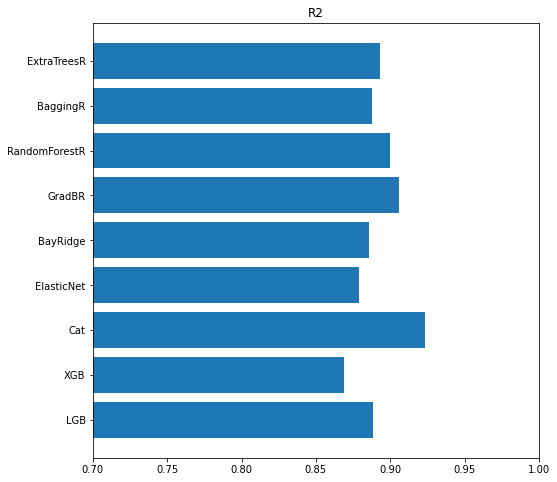 R2
ExtraTreesR
BaggingR
RandomForestR
GradBR
BayRidge
ElasticNet
Cat
XGB
LGB
0.70 0.75 0.80 0.85 0.90 0.95 1.00